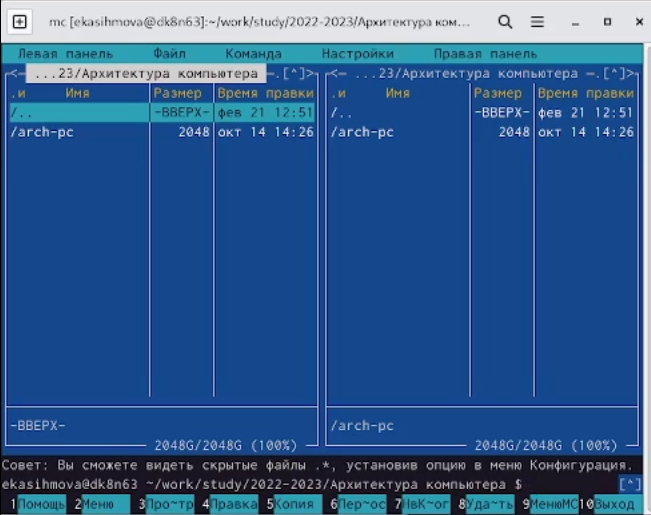 mc [ekasihmova@dk8n63]:~/work/study/2022-2023/Архитектура ком...
Левая панель Файл Команда Настройки Правая панель
<— ...23/Архитектура компьютера —.[^]>
.и Имя Размер Время правки
/.. -ВВЕРХ- фев 21 12:51
/arch-pc 2048 окт 14 14:26
-ВВЕРХ-
2048G/2048G (100%)
<— ...23/Архитектура компьютера —.[^]>
.и Имя Размер Время правки
/.. -ВВЕРХ- фев 21 12:51
/arch-pc 2048 окт 14 14:26
/arch-pc
2048G/2048G (100%)
Совет: Вы сможете видеть скрытые файлы .*, установив опцию в меню Конфигурация.
ekasihmova@dk8n63 ~/work/study/2022-2023/Архитектура компьютера $ [^]
1Помощь 2Меню 3Про~тр 4Правка 5Копия 6Пер~ос 7НвК~ог 8Уда~ть 9МенюMC 10Выход